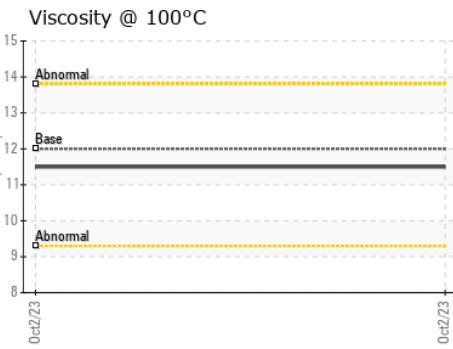 Viscosity @ 100°C
15
14
Abnormal
13
Base
12
11
10
Abnormal
9
8
Oct2/23
Oct2/23